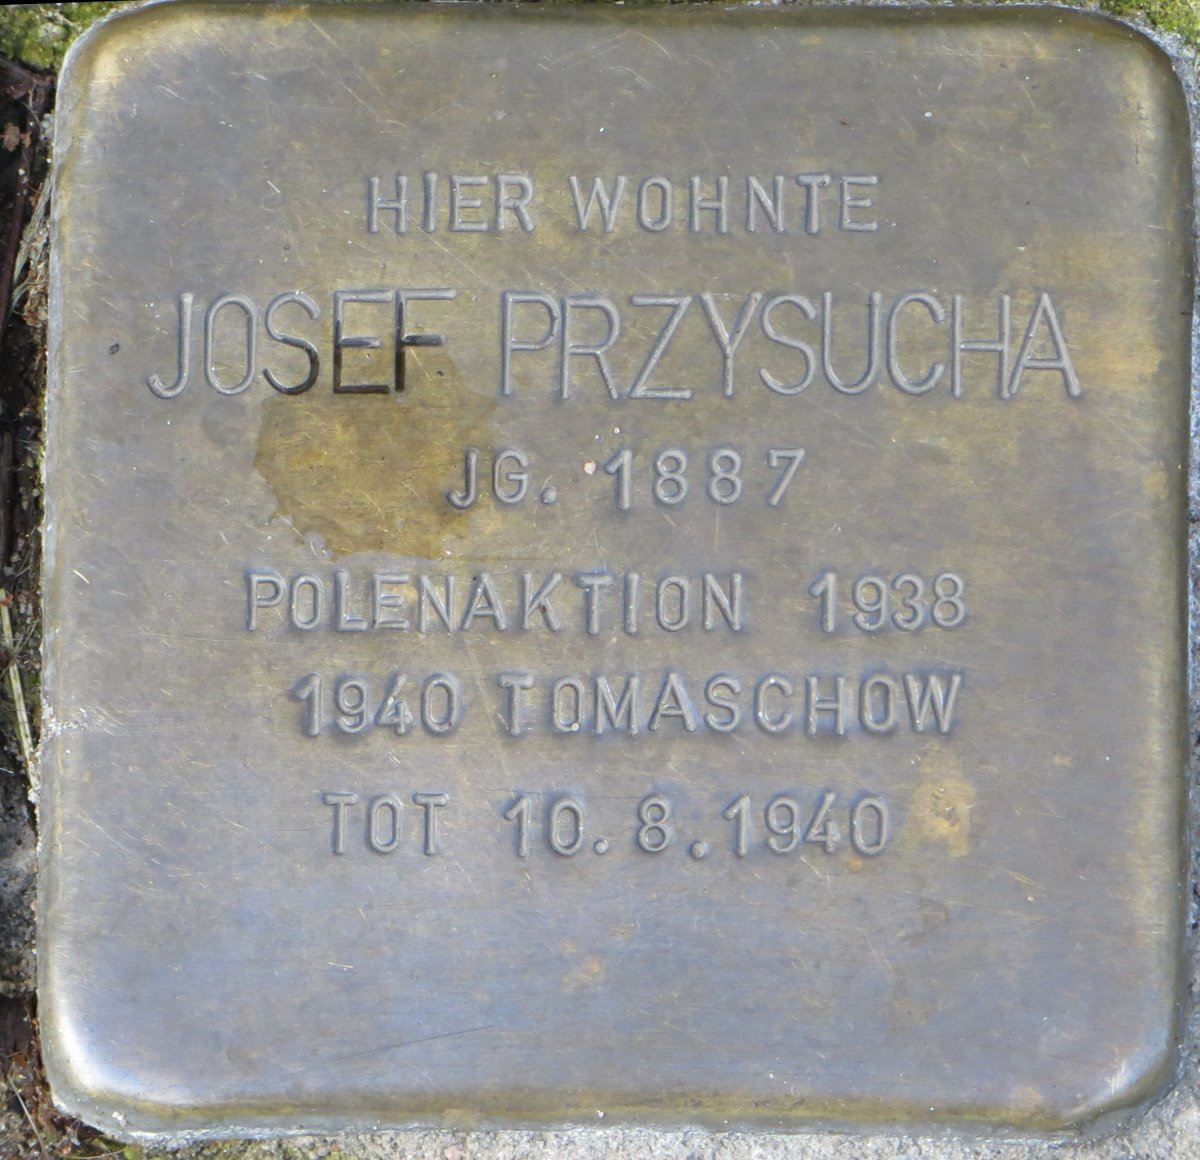 HIER WOHNTE
JOSEF PRZYSUCHA
JG. 1887
POLENAKTION 1938
1940 TOMASCHOW
TOT 10.8.1940